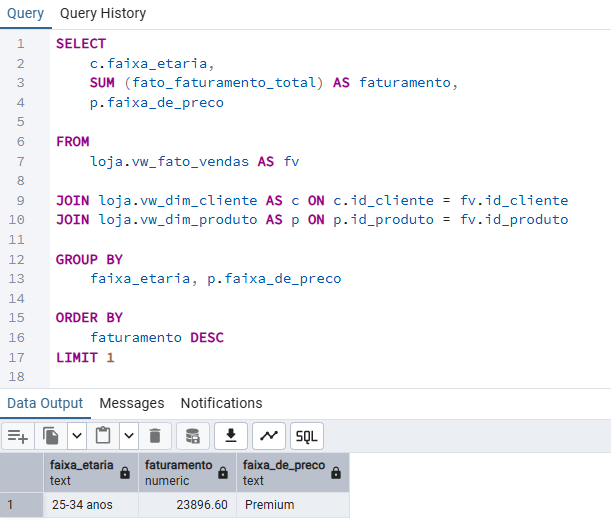 Query Query History
1 SELECT
2 c.faixa_etaria,
3 SUM (fato_faturamento_total) AS faturamento,
4 p.faixa_de_preco
5
6 FROM
7 loja.vw_fato_vendas AS fv
8
9 JOIN loja.vw_dim_cliente AS c ON c.id_cliente = fv.id_cliente
10 JOIN loja.vw_dim_produto AS p ON p.id_produto = fv.id_produto
11
12 GROUP BY
13 faixa_etaria, p.faixa_de_preco
14
15 ORDER BY
16 faturamento DESC
17 LIMIT 1
18
Data Output Messages Notifications
SQL
faixa_etaria faturamento faixa_de_preco
text numeric text
1 25-34 anos 23896.60 Premium